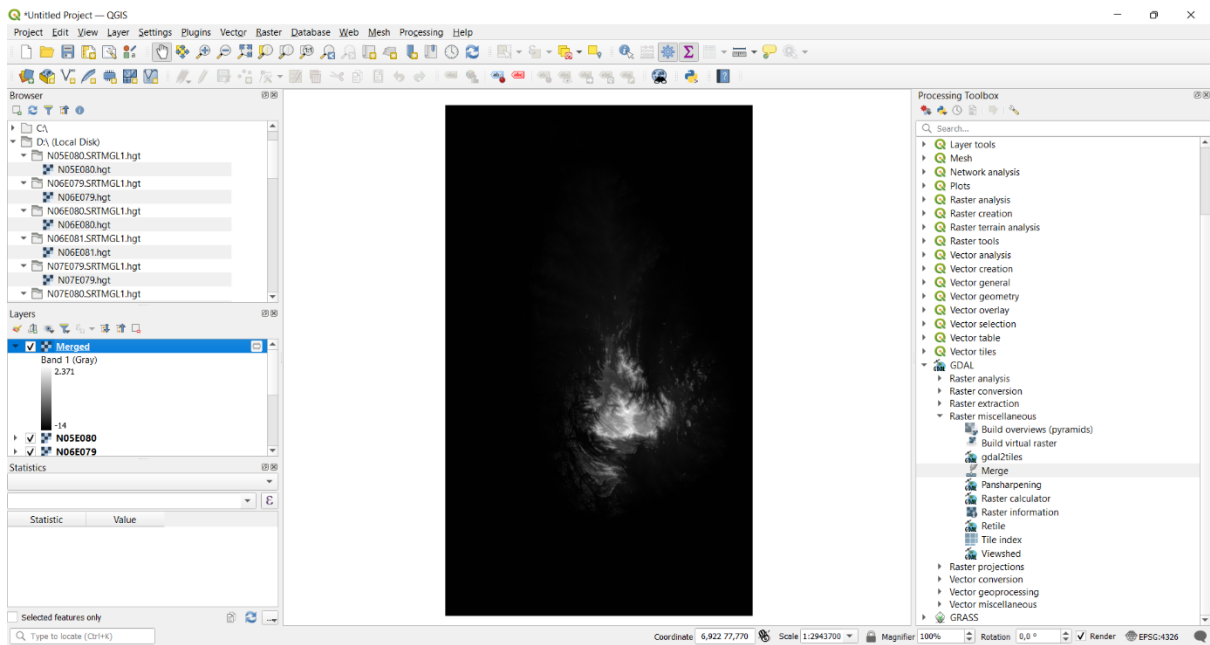 *Untitled Project — QGIS
Project Edit View Layer Settings Plugins Vector Raster Database Web Mesh Processing Help
Browser
C:\
D:\ (Local Disk)
N05E080.SRTMGL1.hgt
N05E080.hgt
N06E079.SRTMGL1.hgt
N06E079.hgt
N06E080.SRTMGL1.hgt
N06E080.hgt
N06E081.SRTMGL1.hgt
N06E081.hgt
N07E079.SRTMGL1.hgt
N07E079.hgt
N07E080.SRTMGL1.hgt
Layers
Merged
Band 1 (Gray)
2.371
-14
N05E080
N06E079
Statistics
ε
Statistic Value
Selected features only
Processing Toolbox
Search...
Layer tools
Mesh
Network analysis
Plots
Raster analysis
Raster creation
Raster terrain analysis
Raster tools
Vector analysis
Vector creation
Vector general
Vector geometry
Vector overlay
Vector selection
Vector table
Vector tiles
GDAL
Raster analysis
Raster conversion
Raster extraction
Raster miscellaneous
Build overviews (pyramids)
Build virtual raster
gdal2tiles
Merge
Pansharpening
Raster calculator
Raster information
Retile
Tile index
Viewshed
Raster projections
Vector conversion
Vector geoprocessing
Vector miscellaneous
GRASS
Type to locate (Ctrl+K)
Coordinate 6,922 77,770 Scale 1:2943700 Magnifier 100% Rotation 0,0 ° Render EPSG:4326